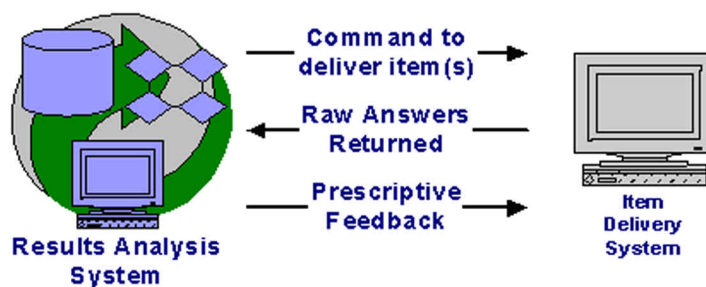 Command to
deliver item(s)
Raw Answers
Returned
Prescriptive
Feedback
Results Analysis
System
Item
Delivery
System